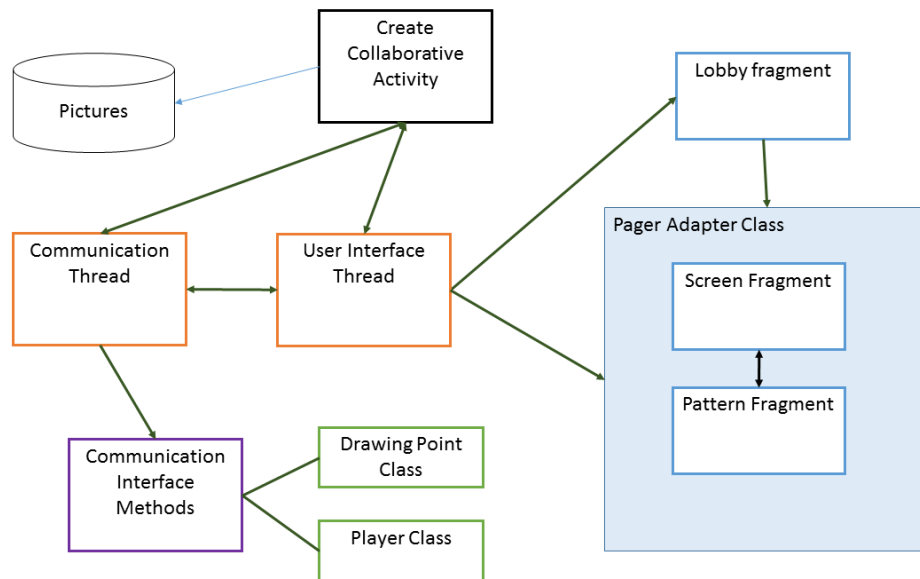 Create
Collaborative
Activity
Pictures
Lobby fragment
Communication
Thread
User Interface
Thread
Pager Adapter Class
Screen Fragment
Pattern Fragment
Communication
Interface
Methods
Drawing Point
Class
Player Class